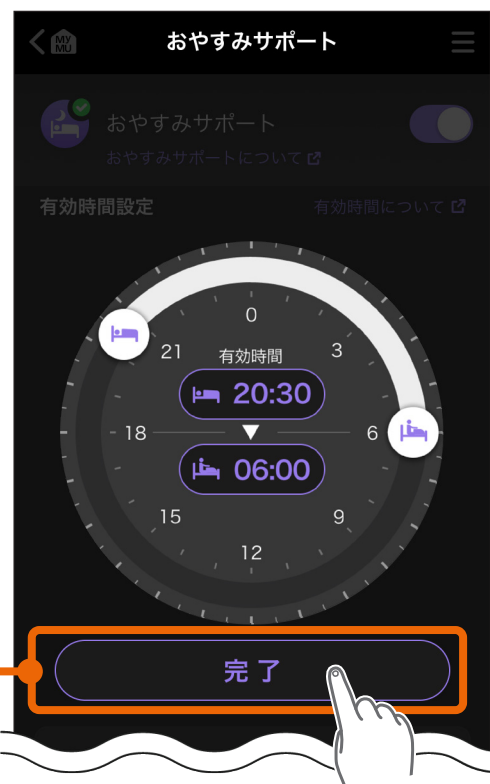 MY
MU
おやすみサポート
おやすみサポート
おやすみサポートについて
有効時間設定
有効時間について
0
21
3
有効時間
20:30
18
6
06:00
15
9
12
完了